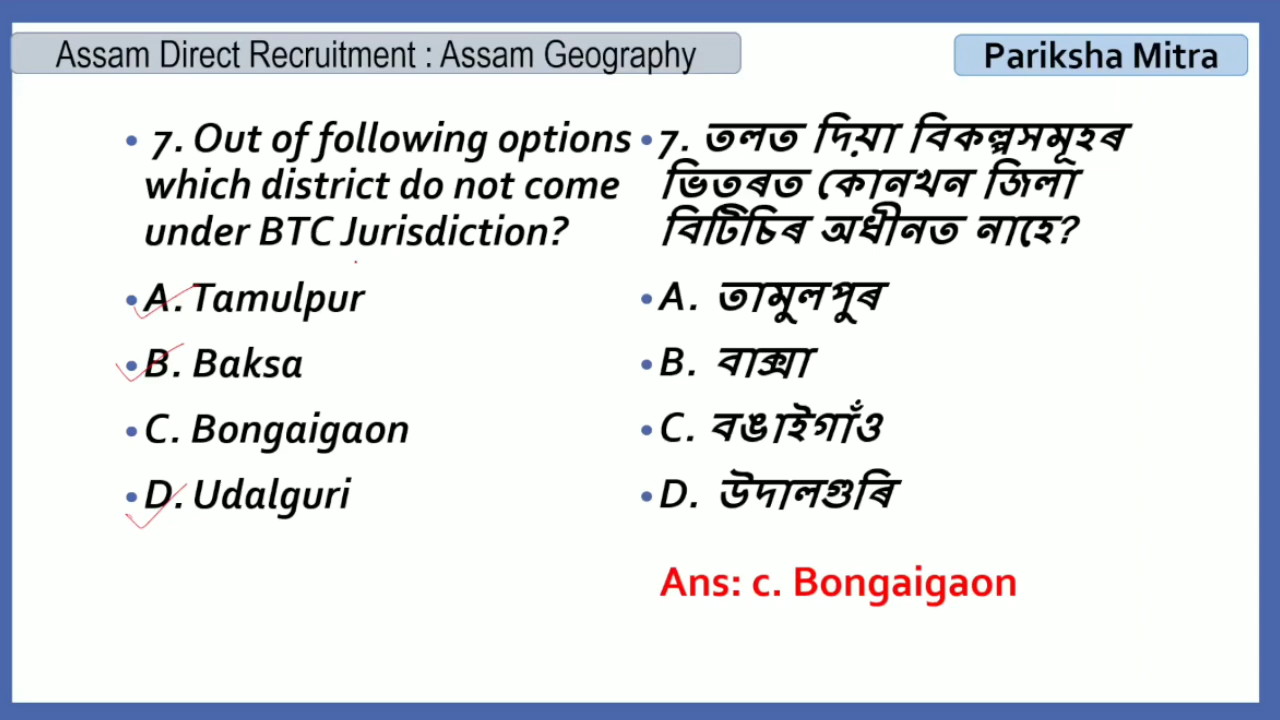 Assam Direct Recruitment : Assam Geography
Pariksha Mitra
• 7. Out of following options
which district do not come
under BTC Jurisdiction?
• A. Tamulpur
• B. Baksa
• C. Bongaigaon
• D. Udalguri
• 7. তলত দিয়া বিকল্পসমূহৰ
ভিতৰত কোনখন জিলা
বিটিচিৰ অধীনত নাহে?
• A. তামুলপুৰ
• B. বাক্সা
• C. বঙাইগাঁও
• D. উদালগুৰি
Ans: c. Bongaigaon